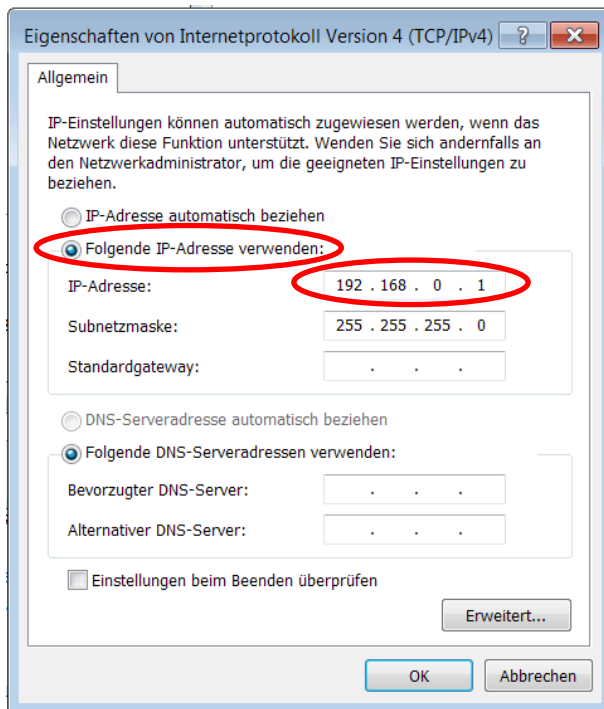 Eigenschaften von Internetprotokoll Version 4 (TCP/IPv4)
Allgemein
IP-Einstellungen können automatisch zugewiesen werden, wenn das
Netzwerk diese Funktion unterstützt. Wenden Sie sich andernfalls an
den Netzwerkadministrator, um die geeigneten IP-Einstellungen zu
beziehen.
IP-Adresse automatisch beziehen
Folgende IP-Adresse verwenden:
IP-Adresse: 192 . 168 . 0 . 1
Subnetzmaske: 255 . 255 . 255 . 0
Standardgateway: . . .
DNS-Serveradresse automatisch beziehen
Folgende DNS-Serveradressen verwenden:
Bevorzugter DNS-Server: . . .
Alternativer DNS-Server: . . .
Einstellungen beim Beenden überprüfen
Erweitert...
OK Abbrechen